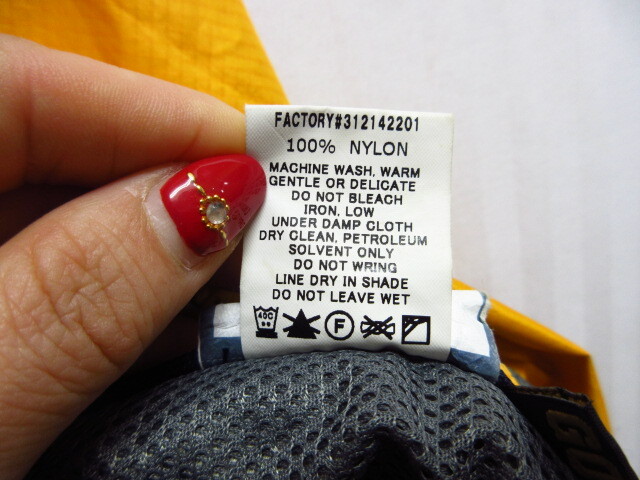 FACTORY#312142201
100% NYLON
MACHINE WASH, WARM
GENTLE OR DELICATE
DO NOT BLEACH
IRON, LOW
UNDER DAMP CLOTH
DRY CLEAN, PETROLEUM
SOLVENT ONLY
DO NOT WRING
LINE DRY IN SHADE
DO NOT LEAVE WET
40C
F